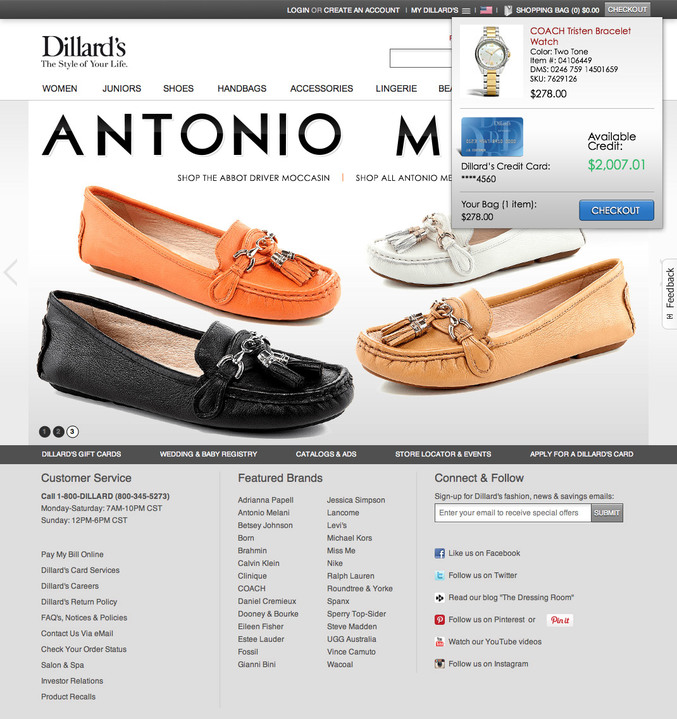 LOGIN OR CREATE AN ACCOUNT | MY DILLARD'S | | SHOPPING BAG (0) $0.00 CHECKOUT
Dillard's
The Style of Your Life.
WOMEN JUNIORS SHOES HANDBAGS ACCESSORIES LINGERIE BEA
COACH Tristen Bracelet
Watch
Color: Two Tone
Item #: 04106449
DMS: 0246 759 14501659
SKU: 7629126
$278.00
Available
Credit:
$2,007.01
Dillard's Credit Card:
****4560
Your Bag (1 item):
$278.00
CHECKOUT
ANTONIO M
SHOP THE ABBOT DRIVER MOCCASIN | SHOP ALL ANTONIO ME
Feedback
1 2 3
DILLARD'S GIFT CARDS WEDDING & BABY REGISTRY CATALOGS & ADS STORE LOCATOR & EVENTS APPLY FOR A DILLARD'S CARD
Customer Service
Call 1-800-DILLARD (800-345-5273)
Monday-Saturday: 7AM-10PM CST
Sunday: 12PM-6PM CST
Pay My Bill Online
Dillard's Card Services
Dillard's Careers
Dillard's Return Policy
FAQ's, Notices & Policies
Contact Us Via eMail
Check Your Order Status
Salon & Spa
Investor Relations
Product Recalls
Featured Brands
Adrianna Papell
Antonio Melani
Betsey Johnson
Born
Brahmin
Calvin Klein
Clinique
COACH
Daniel Cremieux
Dooney & Bourke
Eileen Fisher
Estee Lauder
Fossil
Gianni Bini
Jessica Simpson
Lancome
Levi's
Michael Kors
Miss Me
Nike
Ralph Lauren
Roundtree & Yorke
Spanx
Sperry Top-Sider
Steve Madden
UGG Australia
Vince Camuto
Wacoal
Connect & Follow
Sign-up for Dillard's fashion, news & savings emails:
Enter your email to receive special offers SUBMIT
Like us on Facebook
Follow us on Twitter
Read our blog "The Dressing Room"
Follow us on Pinterest or Pin it
Watch our YouTube videos
Follow us on Instagram